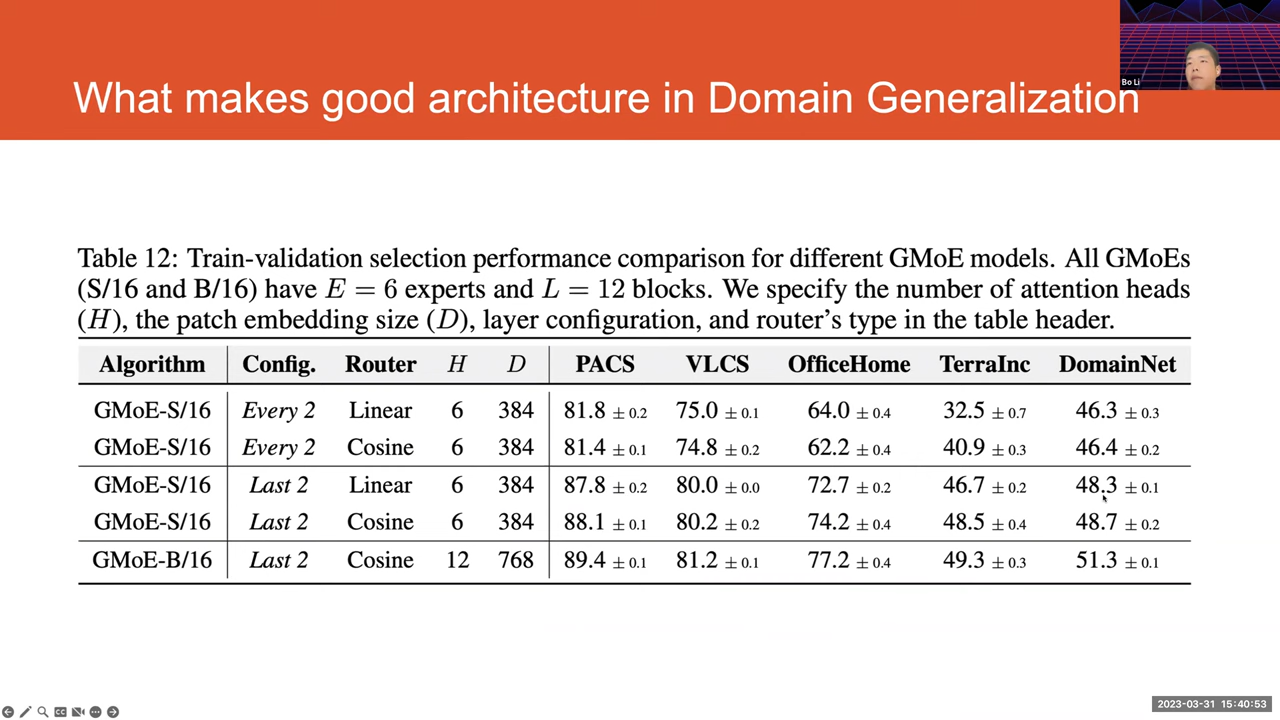 Bo Li
What makes good architecture in Domain Generalization
Table 12: Train-validation selection performance comparison for different GMoE models. All GMoEs
(S/16 and B/16) have E = 6 experts and L = 12 blocks. We specify the number of attention heads
(H), the patch embedding size (D), layer configuration, and router's type in the table header.
Algorithm Config. Router H D PACS VLCS OfficeHome TerraInc DomainNet
GMoE-S/16 Every 2 Linear 6 384 81.8 ± 0.2 75.0 ± 0.1 64.0 ± 0.4 32.5 ± 0.7 46.3 ± 0.3
GMoE-S/16 Every 2 Cosine 6 384 81.4 ± 0.1 74.8 ± 0.2 62.2 ± 0.4 40.9 ± 0.3 46.4 ± 0.2
GMoE-S/16 Last 2 Linear 6 384 87.8 ± 0.2 80.0 ± 0.0 72.7 ± 0.2 46.7 ± 0.2 48.3 ± 0.1
GMoE-S/16 Last 2 Cosine 6 384 88.1 ± 0.1 80.2 ± 0.2 74.2 ± 0.4 48.5 ± 0.4 48.7 ± 0.2
GMoE-B/16 Last 2 Cosine 12 768 89.4 ± 0.1 81.2 ± 0.1 77.2 ± 0.4 49.3 ± 0.3 51.3 ± 0.1
CC
2023-03-31 15:40:53